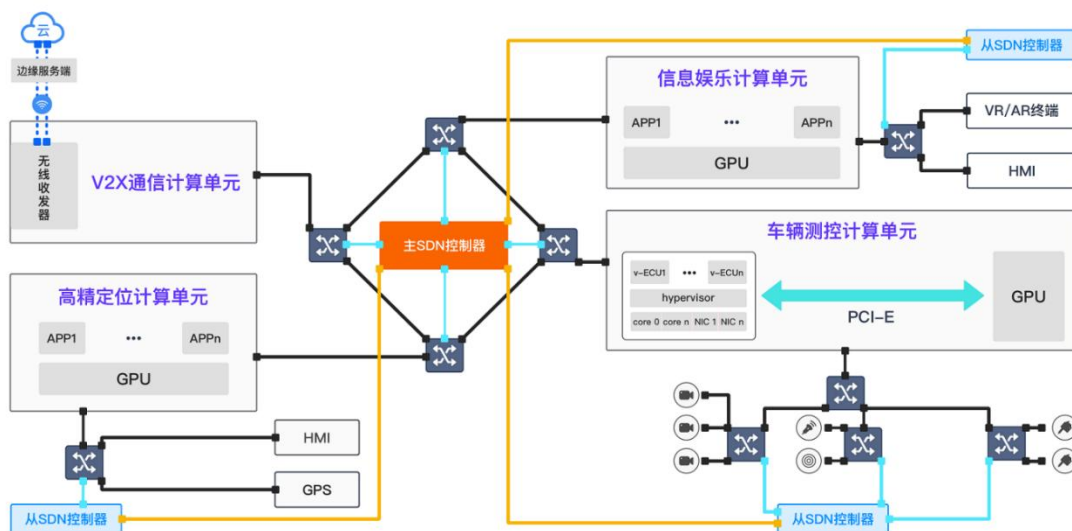 云
边缘服务端
无线收发器
V2X通信计算单元
高精定位计算单元
APP1 ••• APPn
GPU
HMI
GPS
从SDN控制器
主SDN控制器
信息娱乐计算单元
APP1 ••• APPn
GPU
从SDN控制器
VR/AR终端
HMI
车辆测控计算单元
v-ECU1 ••• v-ECUn
hypervisor
core 0 core n NIC 1 NIC n
PCI-E
GPU
从SDN控制器